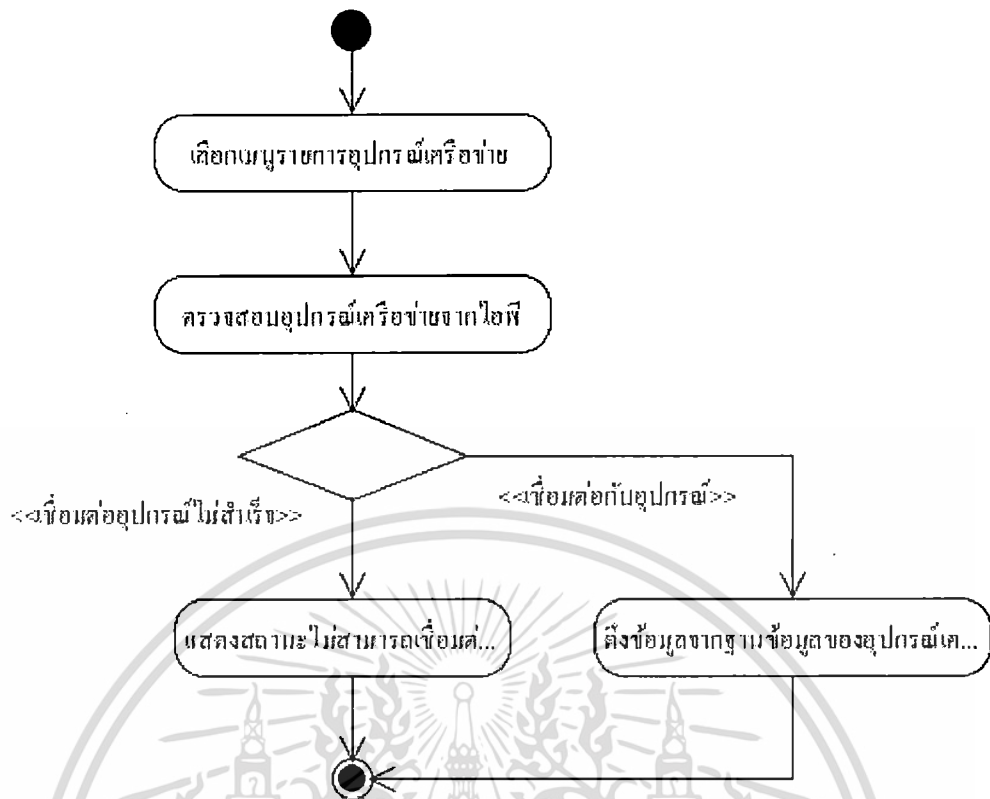 เลือกเมนูรายการอุปกรณ์เครือข่าย
ตรวจสอบอุปกรณ์เครือข่ายจากไอพี
<<เชื่อมต่ออุปกรณ์ไม่สำเร็จ>>
<<เชื่อมต่อกับอุปกรณ์>>
แสดงสถานะไม่สามารถเชื่อมต่...
ดึงข้อมูลจากฐานข้อมูลของอุปกรณ์เค...